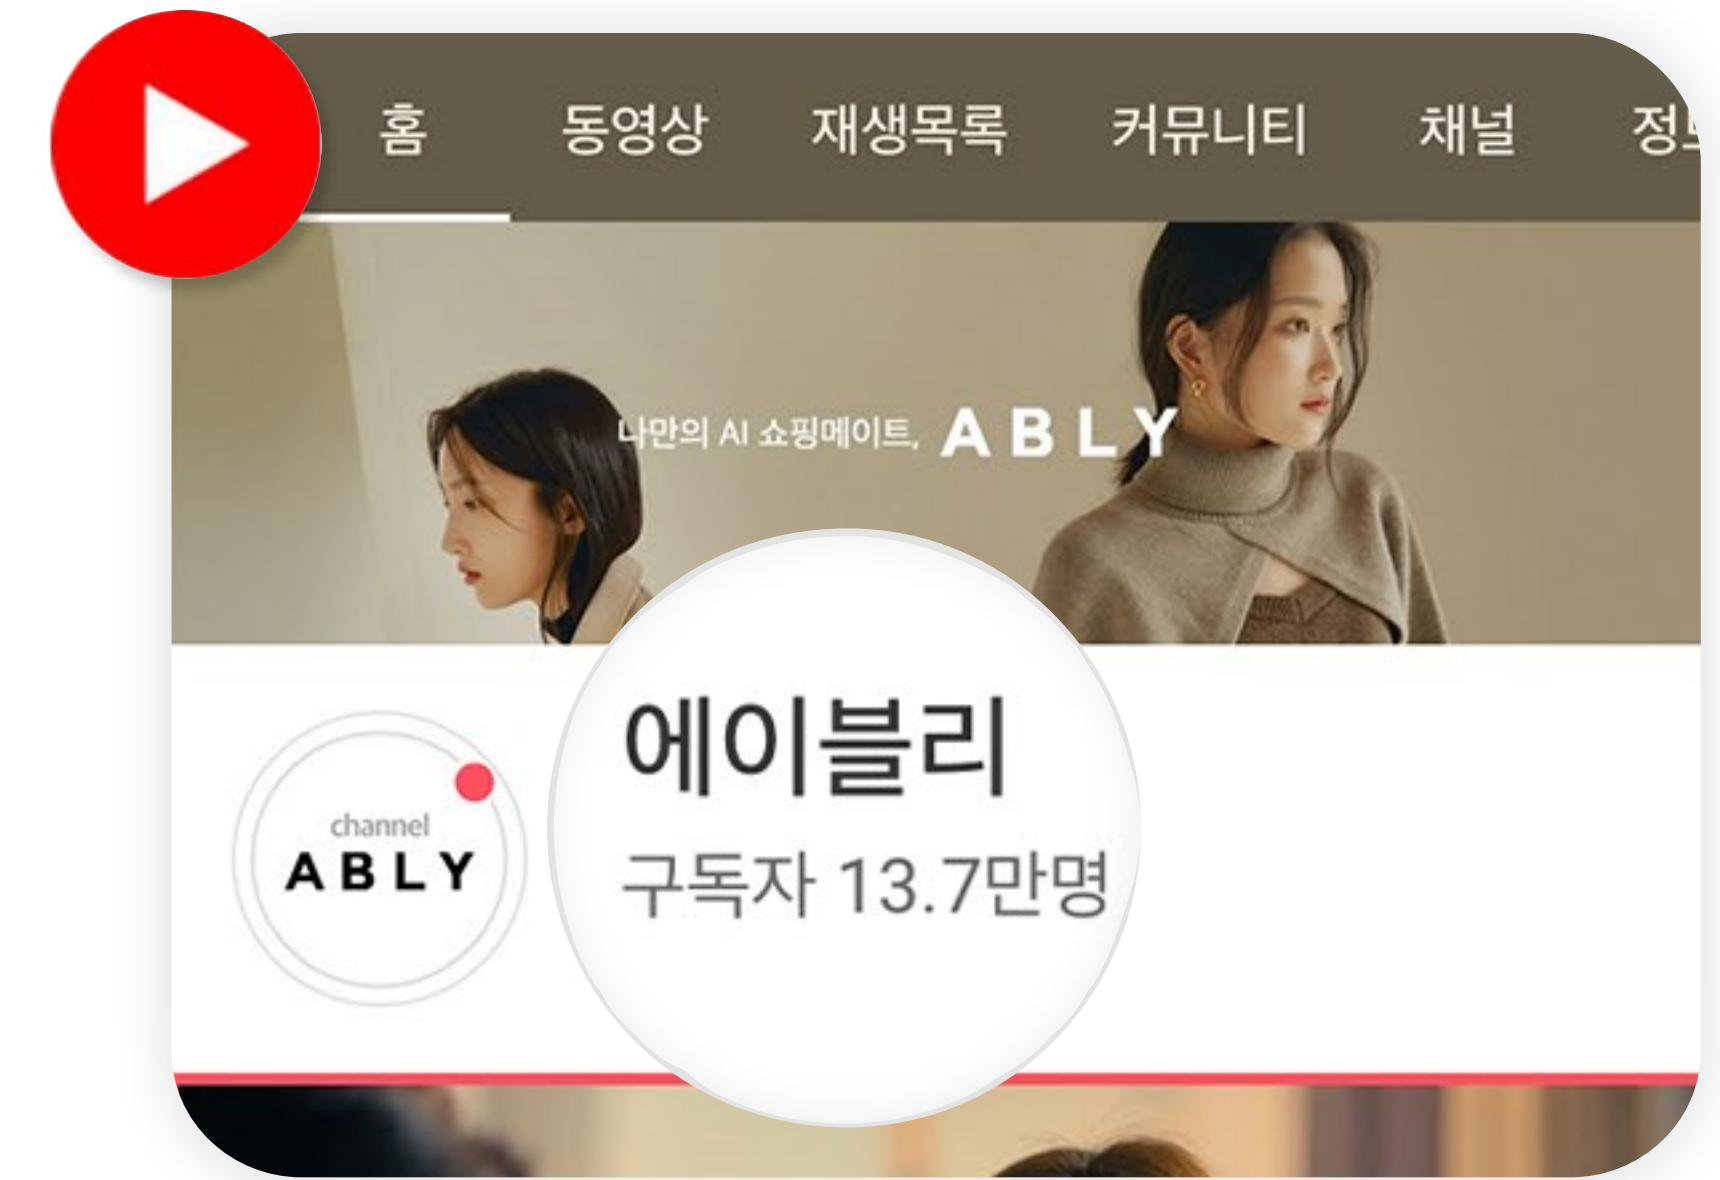 홈 동영상 재생목록 커뮤니티 채널
나만의 AI 쇼핑메이트, ABLY
에이블리
구독자 13.7만명
channel
ABLY